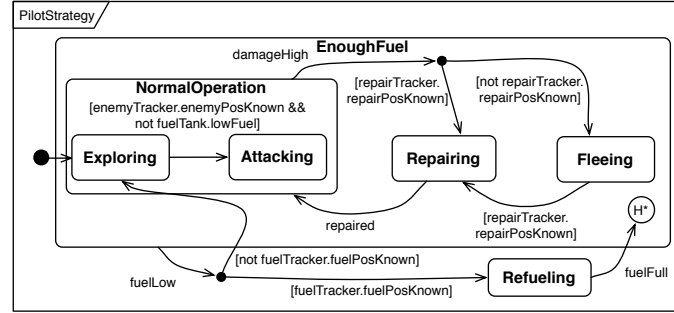 PilotStrategy
EnoughFuel
damageHigh
NormalOperation
[enemyTracker.enemyPosKnown &&
not fuelTank.lowFuel]
[repairTracker.
repairPosKnown]
[not repairTracker.
repairPosKnown]
Exploring
Attacking
Repairing
Fleeing
repaired
[repairTracker.
repairPosKnown]
H*
fuelLow
[not fuelTracker.fuelPosKnown]
[fuelTracker.fuelPosKnown]
Refueling
fuelFull